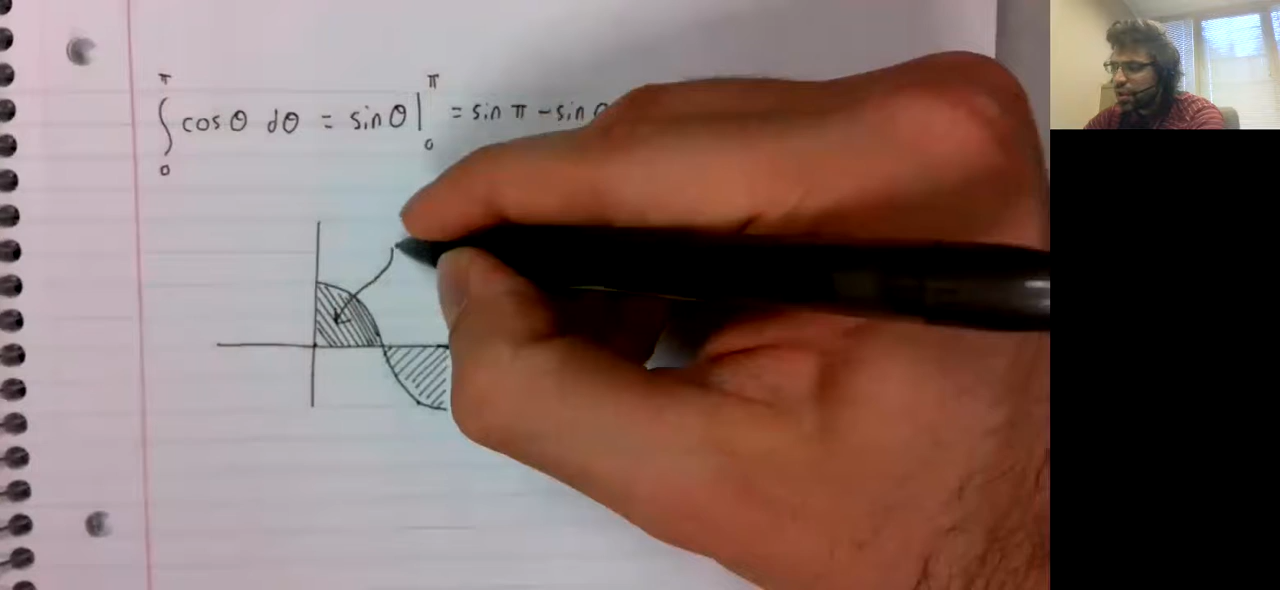 π π
∫ cos θ dθ = sin θ | = sin π - sin
0 0